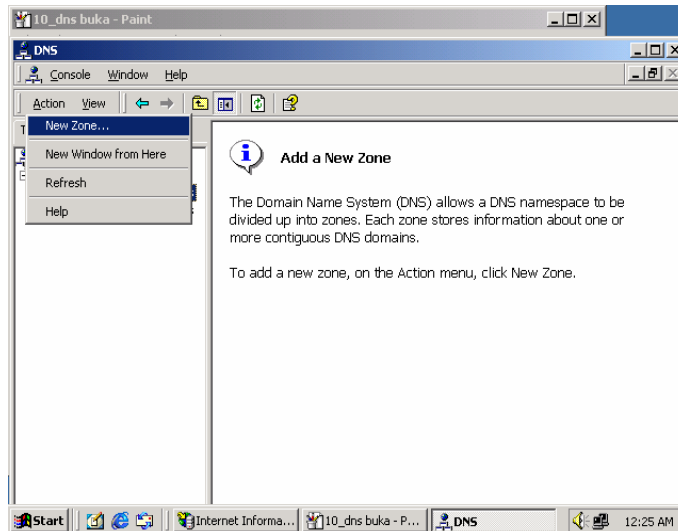 10_dns buka - Paint
DNS
Console Window Help
Action View
New Zone...
New Window from Here
Refresh
Help
Add a New Zone
The Domain Name System (DNS) allows a DNS namespace to be
divided up into zones. Each zone stores information about one or
more contiguous DNS domains.
To add a new zone, on the Action menu, click New Zone.
Start
Internet Informa...
10_dns buka - P...
DNS
12:25 AM